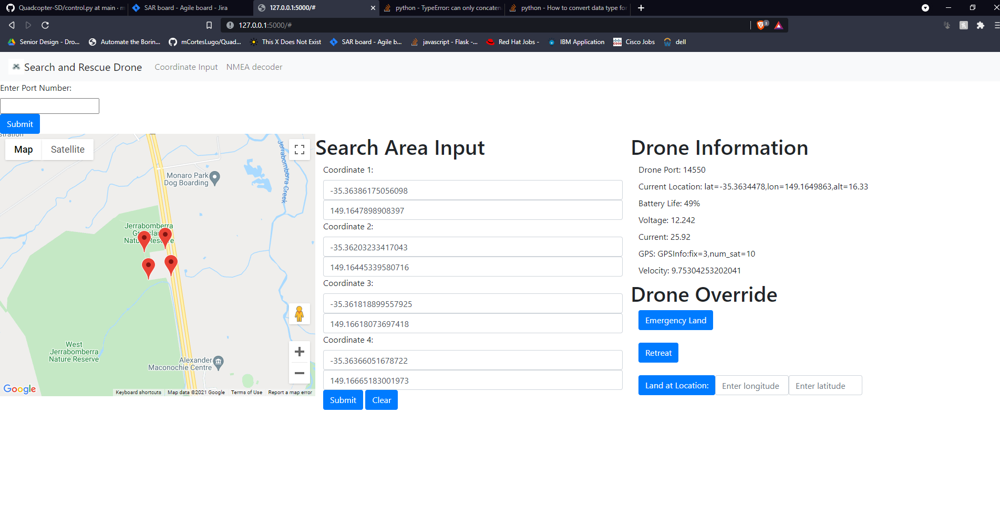 Quadcopter-SD/control.py at main · m
SAR board - Agile board - Jira
127.0.0.1:5000/#
python - TypeError: can only concaten
python - How to convert data type for
127.0.0.1:5000/#
3
Senior Design - Dro...
Automate the Borin...
mCortesLugo/Quad...
This X Does Not Exist
SAR board - Agile b...
javascript - Flask -...
Red Hat Jobs -
IBM Application
Cisco Jobs
dell
Search and Rescue Drone
Coordinate Input
NMEA decoder
Enter Port Number:
Submit
Map
Satellite
Monaro Park
Dog Boarding
Jerrabomberra Creek
Jerrabomberra
West
Jerrabomberra
Nature Reserve
Alexander
Maconochie Centre
Google
Keyboard shortcuts
Map data ©2021 Google
Terms of Use
Report a map error
Search Area Input
Coordinate 1:
-35.36386175056098
149.1647898908397
Coordinate 2:
-35.36203233417043
149.16445339580716
Coordinate 3:
-35.361818899557925
149.16618073697418
Coordinate 4:
-35.36366051678722
149.16665183001973
Submit
Clear
Drone Information
Drone Port: 14550
Current Location: lat=-35.3634478,lon=149.1649863,alt=16.33
Battery Life: 49%
Voltage: 12.242
Current: 25.92
GPS: GPSInfo:fix=3,num_sat=10
Velocity: 9.75304253202041
Drone Override
Emergency Land
Retreat
Land at Location:
Enter longitude
Enter latitude